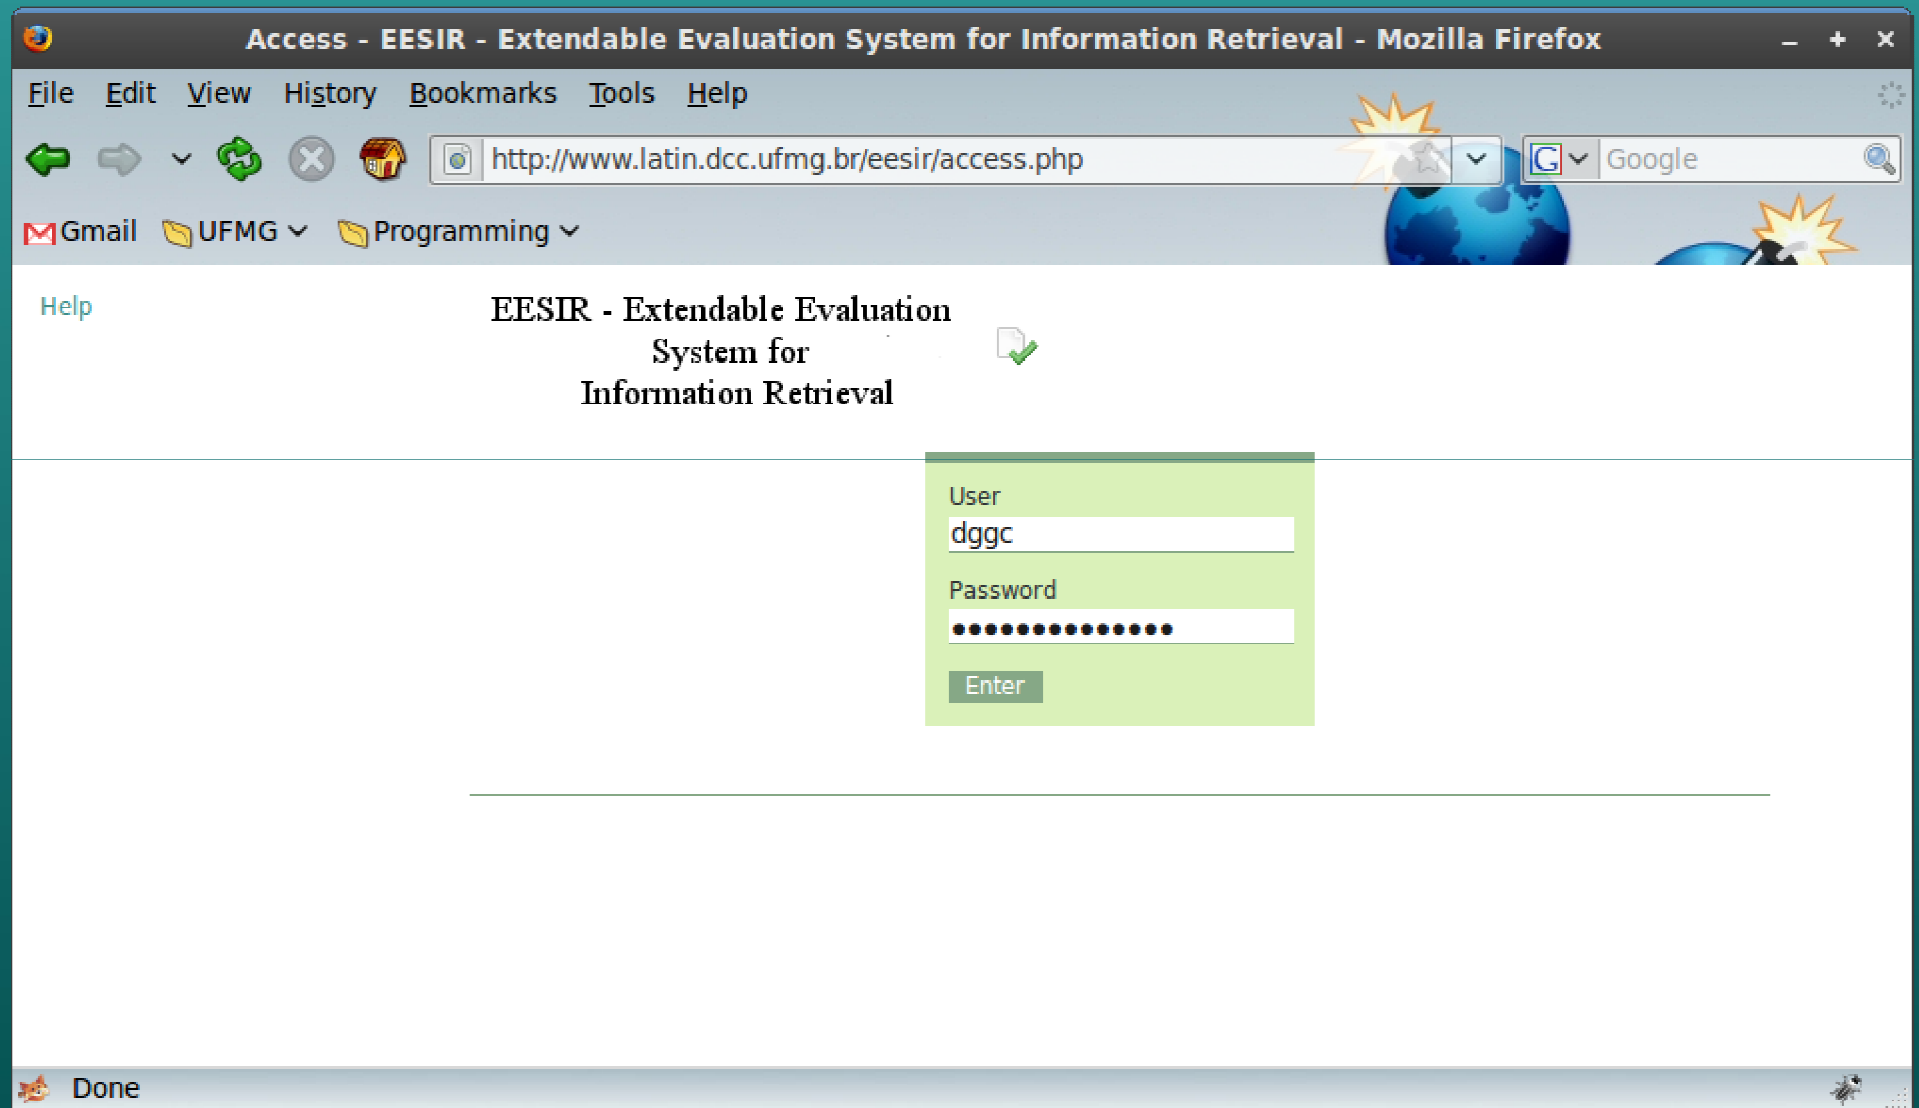 Access - EESIR - Extendable Evaluation System for Information Retrieval - Mozilla Firefox
File Edit View History Bookmarks Tools Help
http://www.latin.dcc.ufmg.br/eesir/access.php
G Google
Gmail UFMG Programming
Help
EESIR - Extendable Evaluation
System for
Information Retrieval
User
dggc
Password
●●●●●●●●●●●●●●
Enter
Done